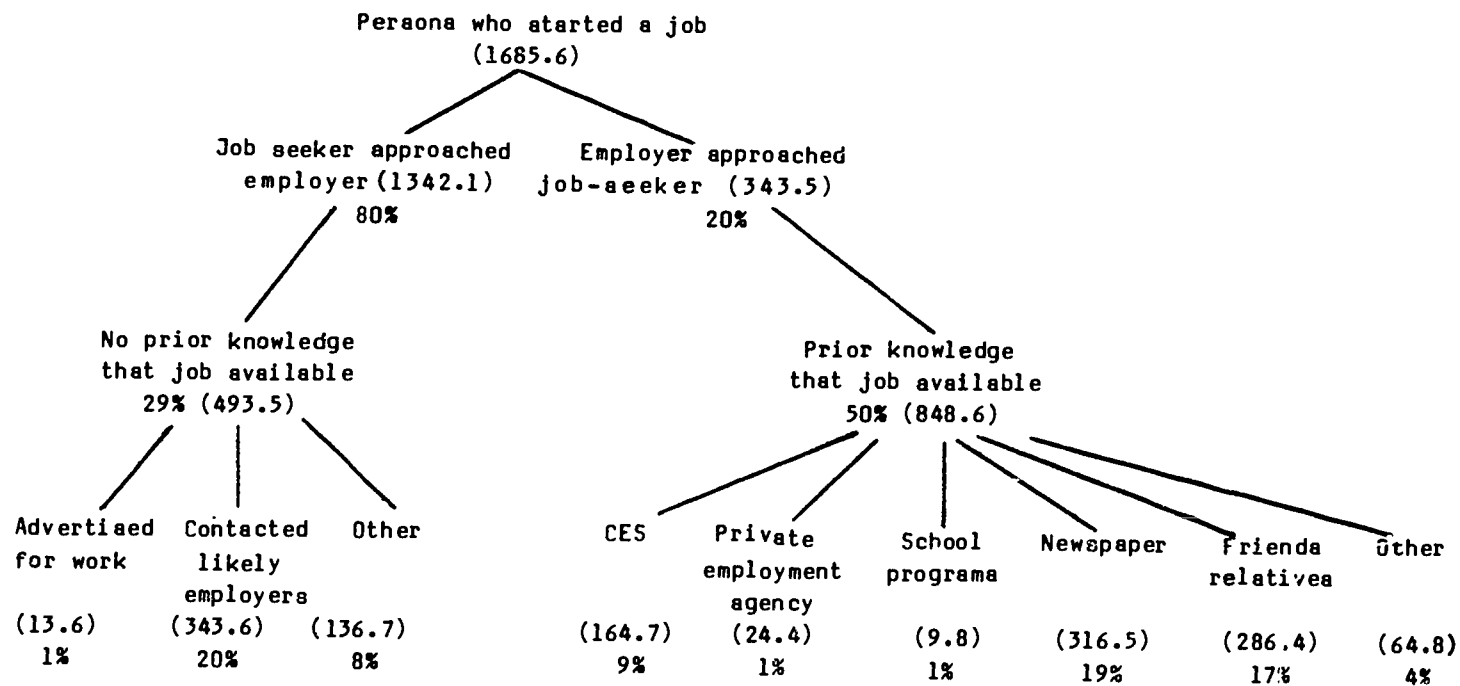 Peraona who atarted a job
(1685.6)
Job aeeker approached
employer (1342.1)
80%
Employer approached
job-aeeker (343.5)
20%
No prior knowledge
that job available
29% (493.5)
Prior knowledge
that job available
50% (848.6)
Advertiaed
for work
(13.6)
1%
Contacted
likely
employera
(343.6)
20%
Other
(136.7)
8%
CES
(164.7)
9%
Private
employment
agency
(24.4)
1%
School
programa
(9.8)
1%
Newapaper
(316.5)
19%
Frienda
relativea
(286.4)
17%
Other
(64.8)
4%